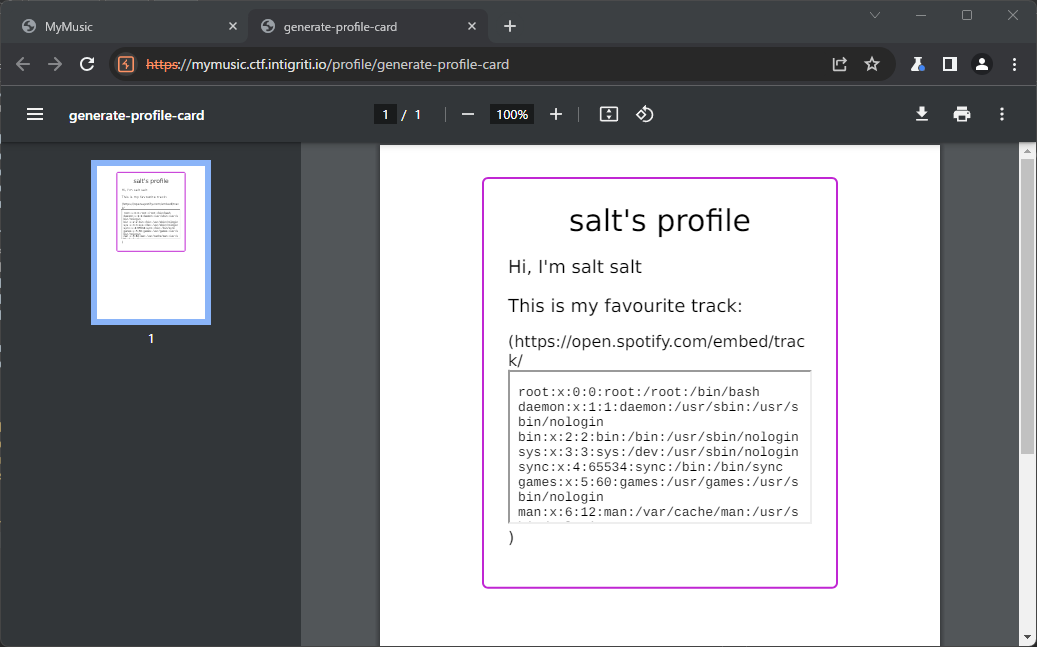 MyMusic
generate-profile-card
https://mymusic.ctf.intigriti.io/profile/generate-profile-card
generate-profile-card
1 / 1
100%
1
salt's profile
Hi, I'm salt salt
This is my favourite track:
(https://open.spotify.com/embed/trac
k/
root:x:0:0:root:/root:/bin/bash
daemon:x:1:1:daemon:/usr/sbin:/usr/s
bin/nologin
bin:x:2:2:bin:/bin:/usr/sbin/nologin
sys:x:3:3:sys:/dev:/usr/sbin/nologin
sync:x:4:65534:sync:/bin:/bin/sync
games:x:5:60:games:/usr/games:/usr/s
bin/nologin
man:x:6:12:man:/var/cache/man:/usr/s
)